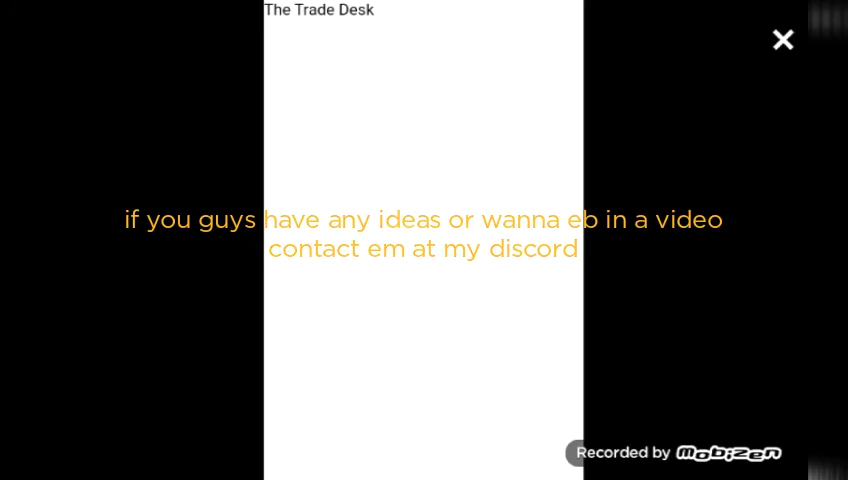 The Trade Desk
if you guys have any ideas or wanna eb in a video
contact em at my discord
Recorded by mobizen